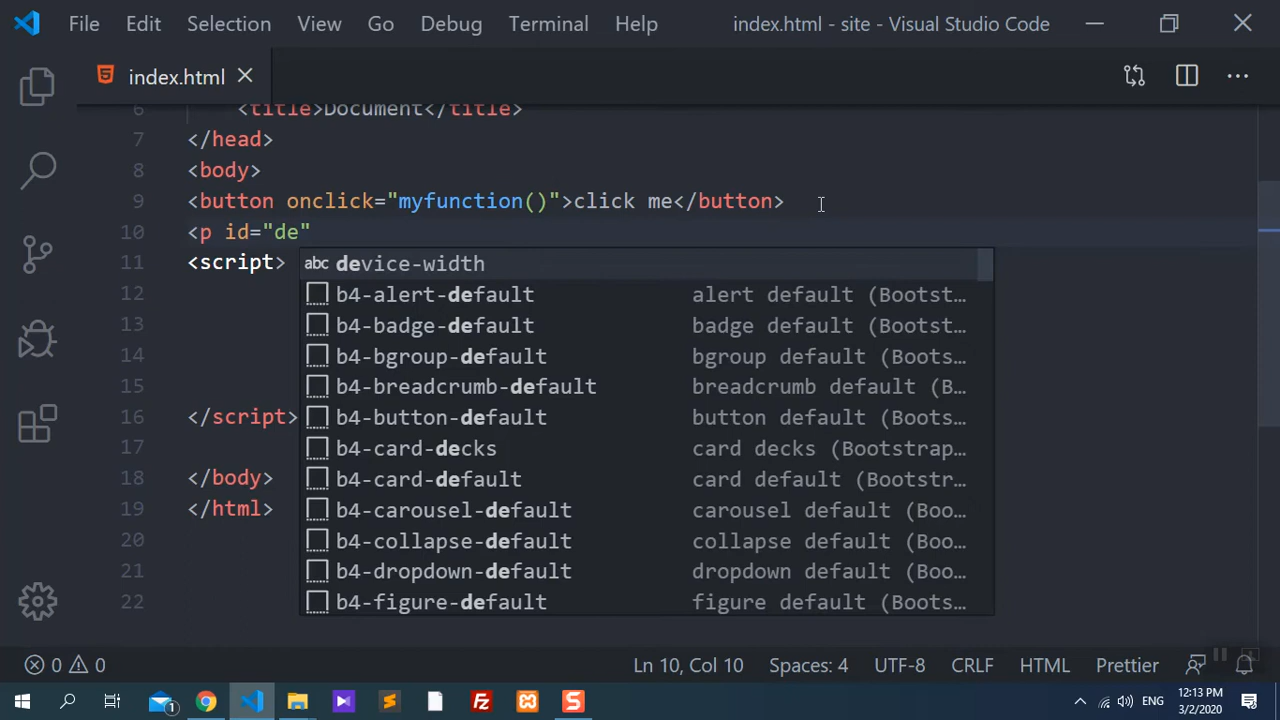 File Edit Selection View Go Debug Terminal Help index.html - site - Visual Studio Code
index.html
6 <title>Document</title>
7 </head>
8 <body>
9 <button onclick="myfunction()">click me</button>
10 <p id="de"
11 <script>
abc device-width
12 b4-alert-default alert default (Bootst…
13 b4-badge-default badge default (Bootst…
14 b4-bgroup-default bgroup default (Boots…
15 b4-breadcrumb-default breadcrumb default (B…
16 </script> b4-button-default button default (Boots…
17 b4-card-decks card decks (Bootstrap…
18 </body> b4-card-default card default (Bootstr…
19 </html> b4-carousel-default carousel default (Boo…
20 b4-collapse-default collapse default (Boo…
21 b4-dropdown-default dropdown default (Boo…
22 b4-figure-default figure default (Boots…
0 0 Ln 10, Col 10 Spaces: 4 UTF-8 CRLF HTML Prettier
1 ENG 12:13 PM
3/2/2020